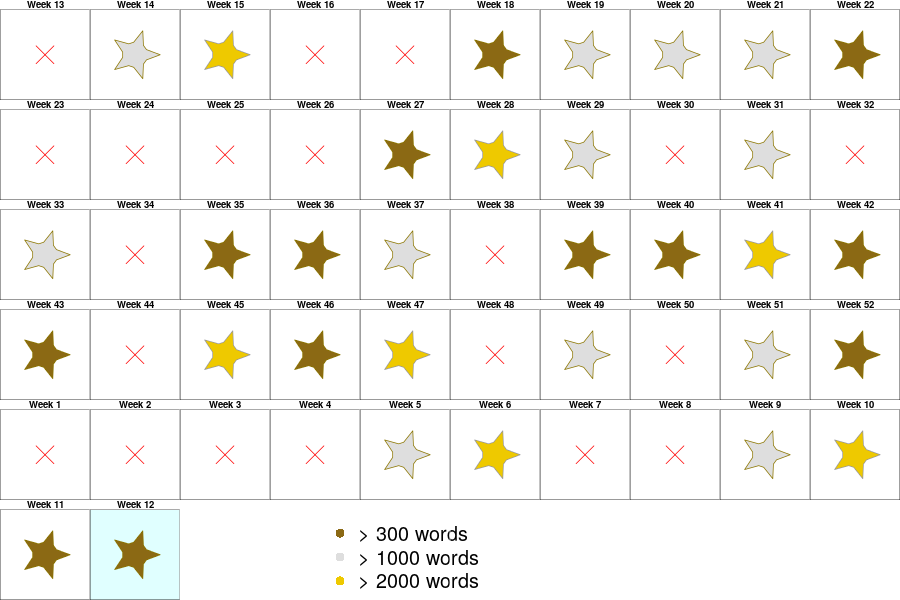 Week 13 Week 14 Week 15 Week 16 Week 17 Week 18 Week 19 Week 20 Week 21 Week 22
Week 23 Week 24 Week 25 Week 26 Week 27 Week 28 Week 29 Week 30 Week 31 Week 32
Week 33 Week 34 Week 35 Week 36 Week 37 Week 38 Week 39 Week 40 Week 41 Week 42
Week 43 Week 44 Week 45 Week 46 Week 47 Week 48 Week 49 Week 50 Week 51 Week 52
Week 1 Week 2 Week 3 Week 4 Week 5 Week 6 Week 7 Week 8 Week 9 Week 10
Week 11 Week 12
> 300 words
> 1000 words
> 2000 words